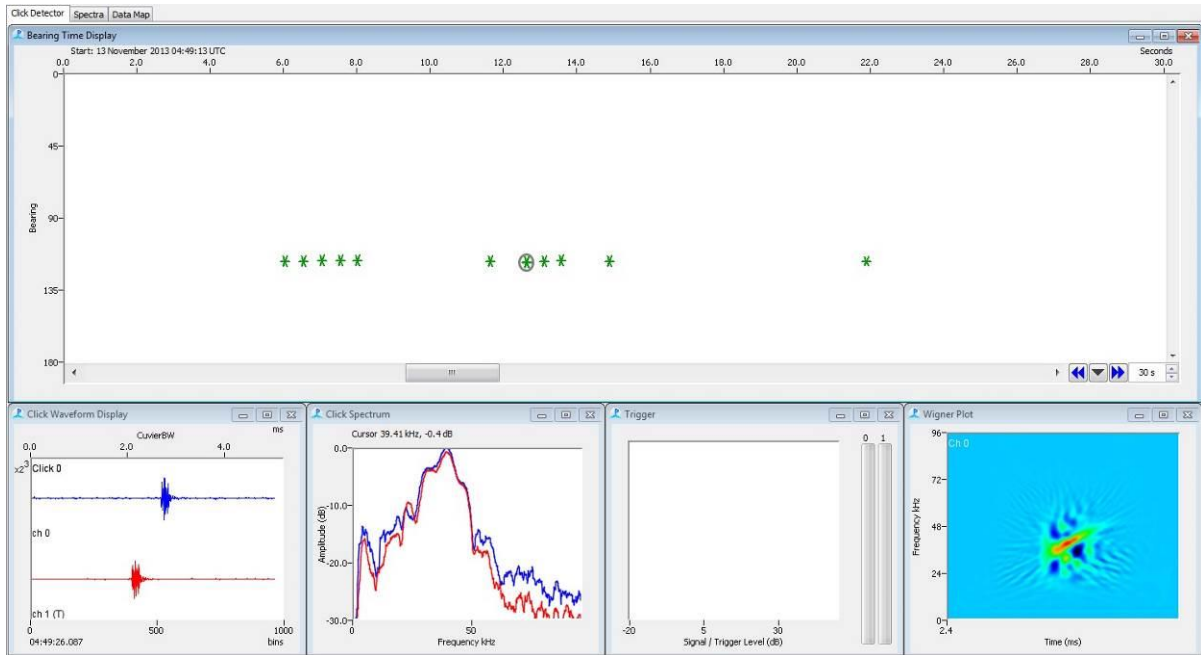 Click Detector Spectra Data Map
Bearing Time Display
Start: 13 November 2013 04:49:13 UTC Seconds
0.0 2.0 4.0 6.0 8.0 10.0 12.0 14.0 16.0 18.0 20.0 22.0 24.0 26.0 28.0 30.0
0
45
90
135
180
Bearing
30 s
Click Waveform Display
CuvierBW ms
0.0 2.0 4.0
x2³ Click 0
ch 0
ch 1 (T)
0 500 1000
04:49:26.087 bins
Click Spectrum
Cursor 39.41 kHz, -0.4 dB
0.0
-10.0
-20.0
-30.0
Amplitude (dB)
0 50
Frequency kHz
Trigger
0 1
-20 5 30
Signal / Trigger Level (dB)
Wigner Plot
Ch 0
96
72
48
24
0
Frequency kHz
2.4
Time (ms)